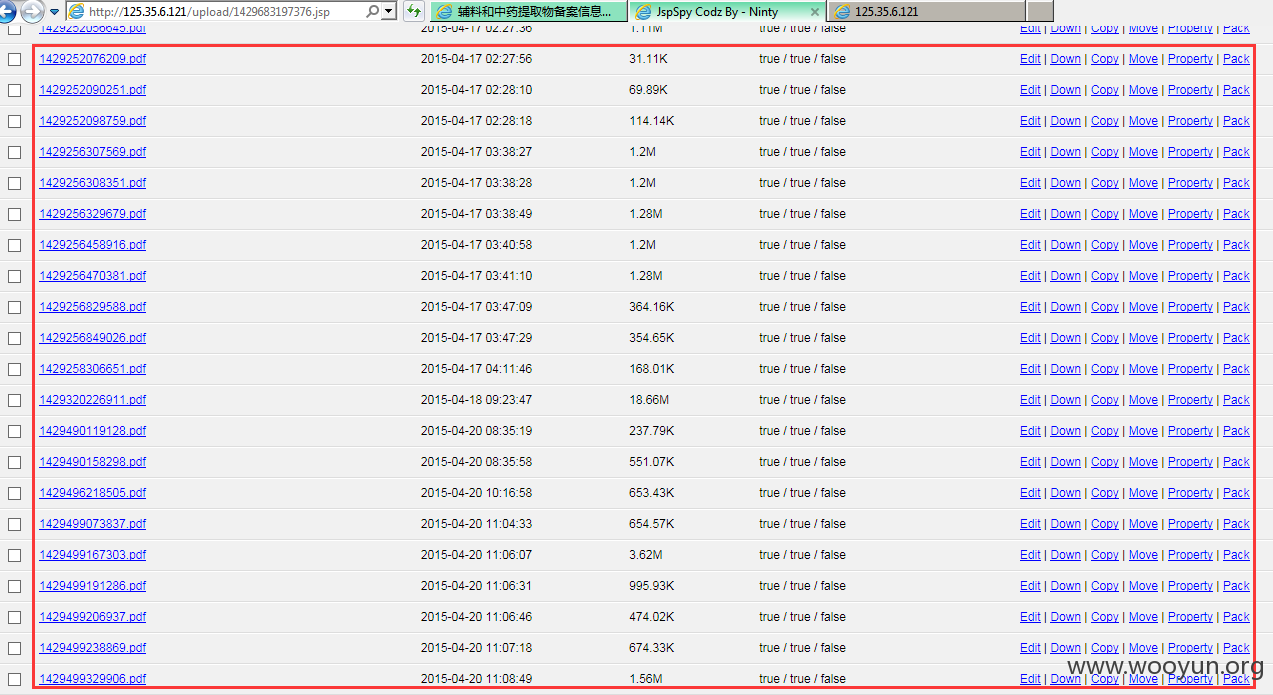 http://125.35.6.121/upload/1429683197376.jsp 辅料和中药提取物备案信息... JspSpy Codz By - Ninty 125.35.6.121
1429252056645.pdf 2015-04-17 02:27:36 1.11M true / true / false Edit | Down | Copy | Move | Property | Pack
1429252076209.pdf 2015-04-17 02:27:56 31.11K true / true / false Edit | Down | Copy | Move | Property | Pack
1429252090251.pdf 2015-04-17 02:28:10 69.89K true / true / false Edit | Down | Copy | Move | Property | Pack
1429252098759.pdf 2015-04-17 02:28:18 114.14K true / true / false Edit | Down | Copy | Move | Property | Pack
1429256307569.pdf 2015-04-17 03:38:27 1.2M true / true / false Edit | Down | Copy | Move | Property | Pack
1429256308351.pdf 2015-04-17 03:38:28 1.2M true / true / false Edit | Down | Copy | Move | Property | Pack
1429256329679.pdf 2015-04-17 03:38:49 1.28M true / true / false Edit | Down | Copy | Move | Property | Pack
1429256458916.pdf 2015-04-17 03:40:58 1.2M true / true / false Edit | Down | Copy | Move | Property | Pack
1429256470381.pdf 2015-04-17 03:41:10 1.28M true / true / false Edit | Down | Copy | Move | Property | Pack
1429256829588.pdf 2015-04-17 03:47:09 364.16K true / true / false Edit | Down | Copy | Move | Property | Pack
1429256849026.pdf 2015-04-17 03:47:29 354.65K true / true / false Edit | Down | Copy | Move | Property | Pack
1429258306651.pdf 2015-04-17 04:11:46 168.01K true / true / false Edit | Down | Copy | Move | Property | Pack
1429320226911.pdf 2015-04-18 09:23:47 18.66M true / true / false Edit | Down | Copy | Move | Property | Pack
1429490119128.pdf 2015-04-20 08:35:19 237.79K true / true / false Edit | Down | Copy | Move | Property | Pack
1429490158298.pdf 2015-04-20 08:35:58 551.07K true / true / false Edit | Down | Copy | Move | Property | Pack
1429496218505.pdf 2015-04-20 10:16:58 653.43K true / true / false Edit | Down | Copy | Move | Property | Pack
1429499073837.pdf 2015-04-20 11:04:33 654.57K true / true / false Edit | Down | Copy | Move | Property | Pack
1429499167303.pdf 2015-04-20 11:06:07 3.62M true / true / false Edit | Down | Copy | Move | Property | Pack
1429499191286.pdf 2015-04-20 11:06:31 995.93K true / true / false Edit | Down | Copy | Move | Property | Pack
1429499206937.pdf 2015-04-20 11:06:46 474.02K true / true / false Edit | Down | Copy | Move | Property | Pack
1429499238869.pdf 2015-04-20 11:07:18 674.33K true / true / false Edit | Down | Copy | Move | Property | Pack
1429499329906.pdf 2015-04-20 11:08:49 1.56M true / true / false Edit | Down | Copy | Move | Property | Pack
www.wooyun.org